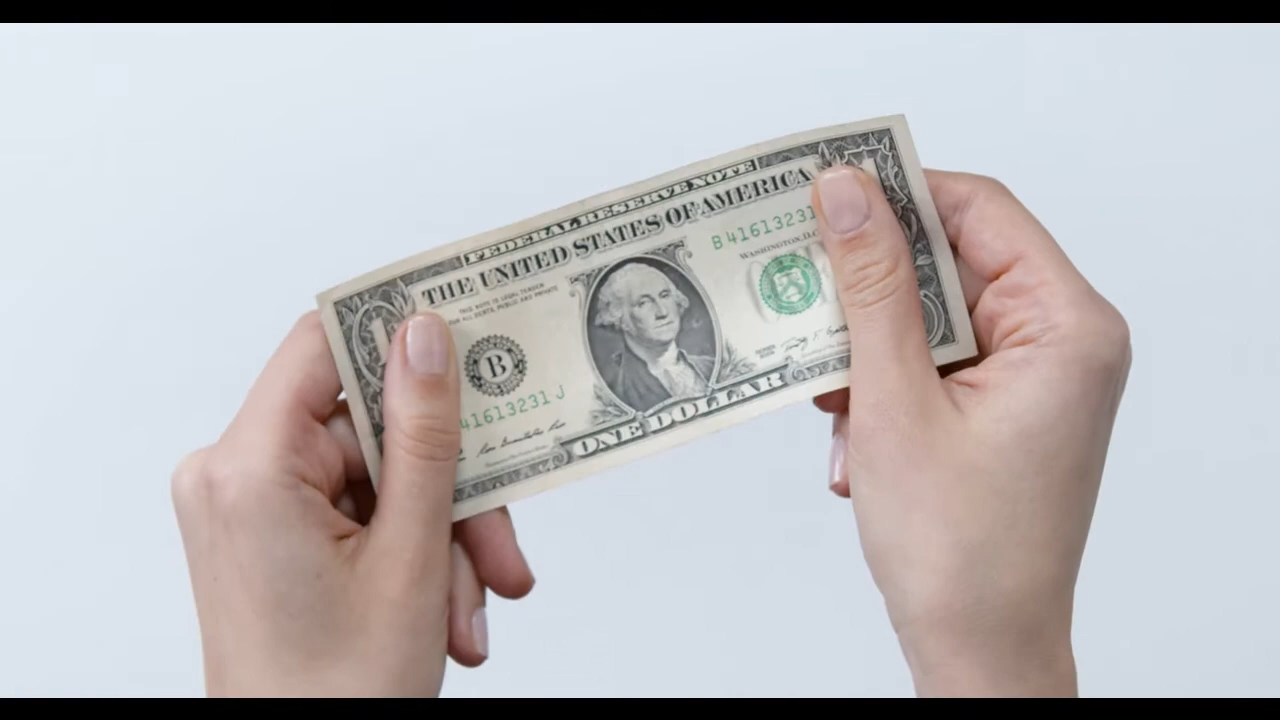 FEDERAL RESERVE NOTE
THE UNITED STATES OF AMERICA
THIS NOTE IS LEGAL TENDER
FOR ALL DEBTS, PUBLIC AND PRIVATE
B 41613231
WASHINGTON, D.C.
B
41613231 J
ONE DOLLAR